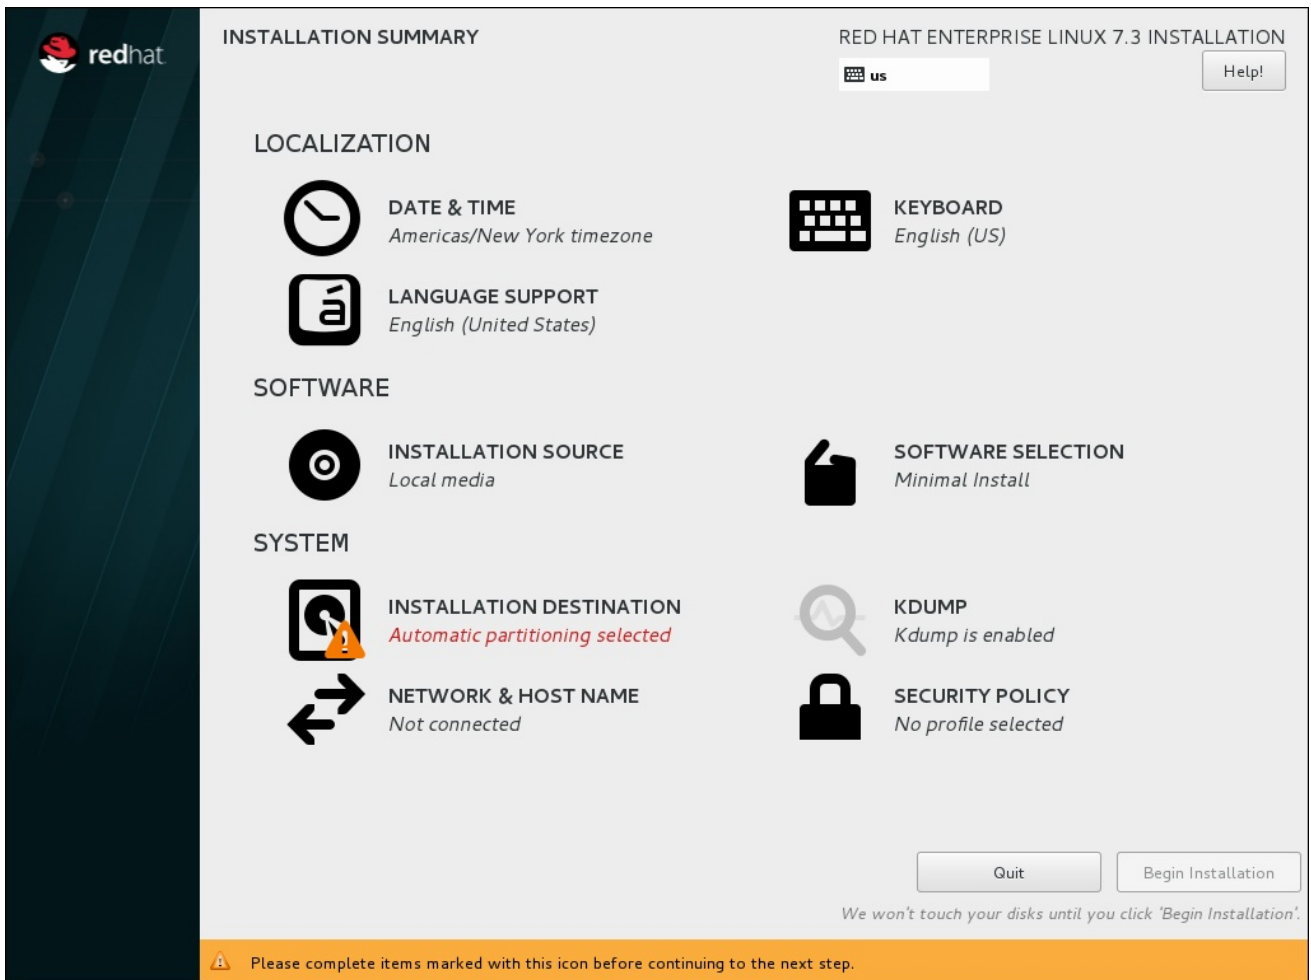 redhat
INSTALLATION SUMMARY
RED HAT ENTERPRISE LINUX 7.3 INSTALLATION
us
Help!
LOCALIZATION
DATE & TIME
Americas/New York timezone
KEYBOARD
English (US)
á
LANGUAGE SUPPORT
English (United States)
SOFTWARE
INSTALLATION SOURCE
Local media
SOFTWARE SELECTION
Minimal Install
SYSTEM
INSTALLATION DESTINATION
Automatic partitioning selected
KDUMP
Kdump is enabled
NETWORK & HOST NAME
Not connected
SECURITY POLICY
No profile selected
Quit
Begin Installation
We won't touch your disks until you click 'Begin Installation'.
Please complete items marked with this icon before continuing to the next step.